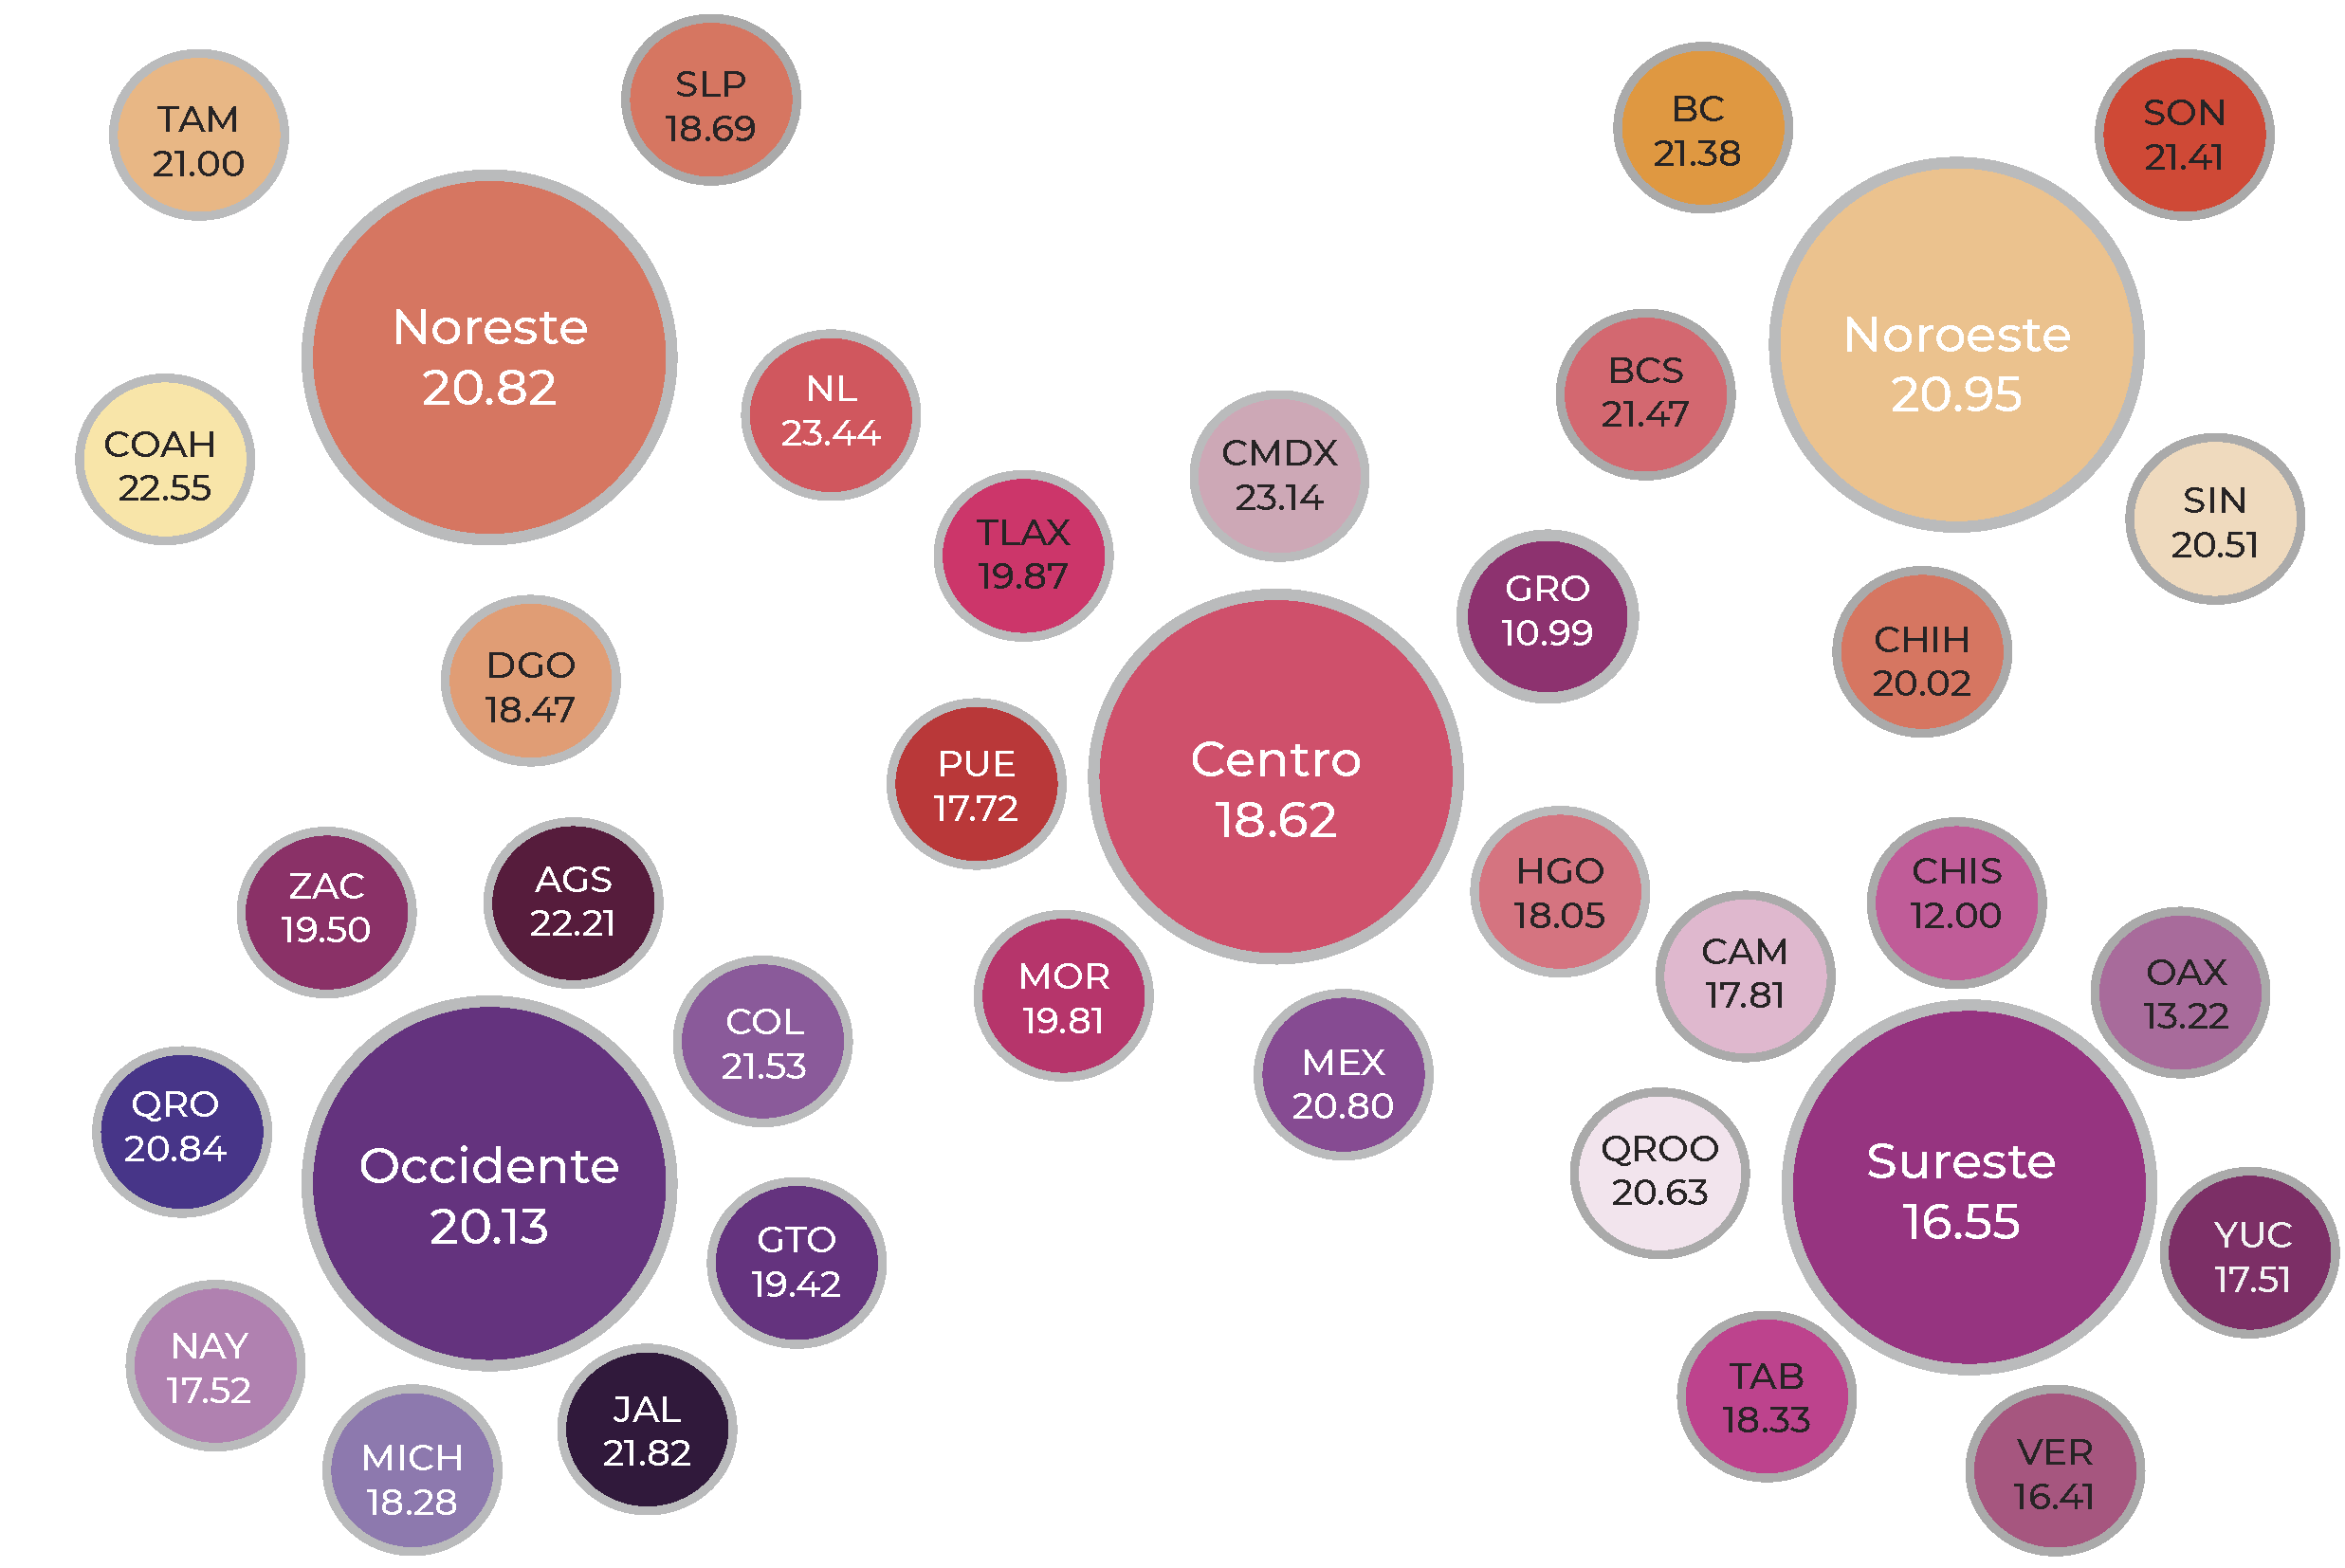 TAM
21.00
SLP
18.69
Noreste
20.82
COAH
22.55
NL
23.44
DGO
18.47
BC
21.38
SON
21.41
Noroeste
20.95
BCS
21.47
SIN
20.51
CHIH
20.02
CMDX
23.14
TLAX
19.87
GRO
10.99
Centro
18.62
PUE
17.72
HGO
18.05
MOR
19.81
MEX
20.80
ZAC
19.50
AGS
22.21
COL
21.53
QRO
20.84
Occidente
20.13
GTO
19.42
NAY
17.52
MICH
18.28
JAL
21.82
CHIS
12.00
CAM
17.81
OAX
13.22
QROO
20.63
Sureste
16.55
YUC
17.51
TAB
18.33
VER
16.41